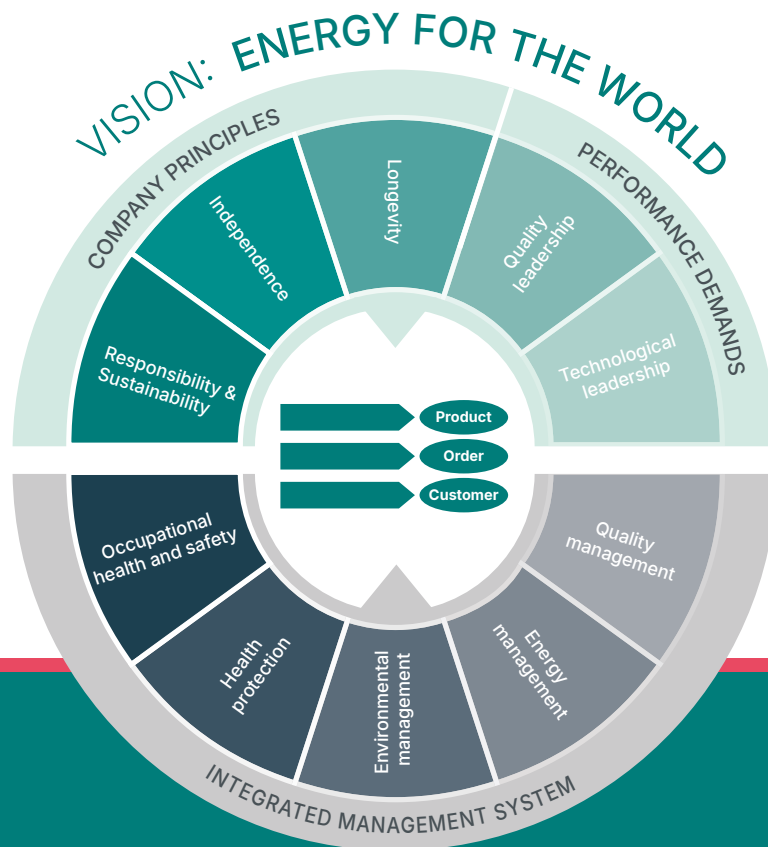 VISION: ENERGY FOR THE WORLD
COMPANY PRINCIPLES
PERFORMANCE DEMANDS
Responsibility &
Sustainability
Independence
Longevity
Quality
leadership
Technological
leadership
Product
Order
Customer
Occupational
health and safety
Health
protection
Environmental
management
Energy
management
Quality
management
INTEGRATED MANAGEMENT SYSTEM